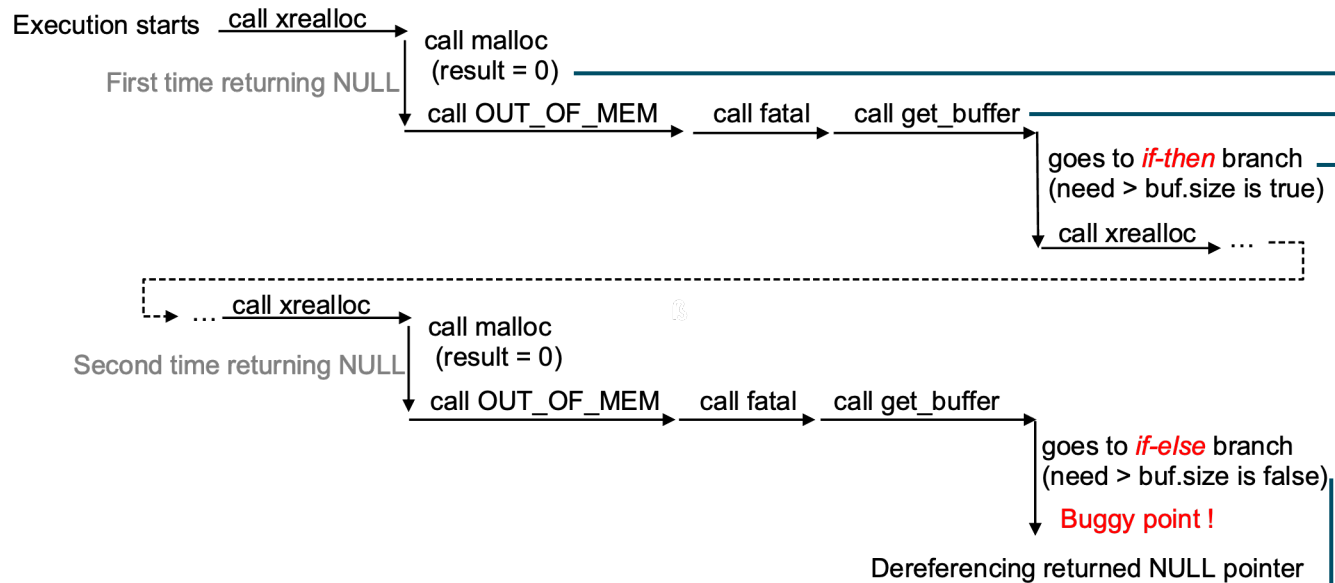 Execution starts call xrealloc
call malloc
(result = 0)
First time returning NULL
call OUT_OF_MEM call fatal call get_buffer
goes to if-then branch
(need > buf.size is true)
call xrealloc ...
... call xrealloc
call malloc
(result = 0)
Second time returning NULL
call OUT_OF_MEM call fatal call get_buffer
goes to if-else branch
(need > buf.size is false)
Buggy point !
Dereferencing returned NULL pointer